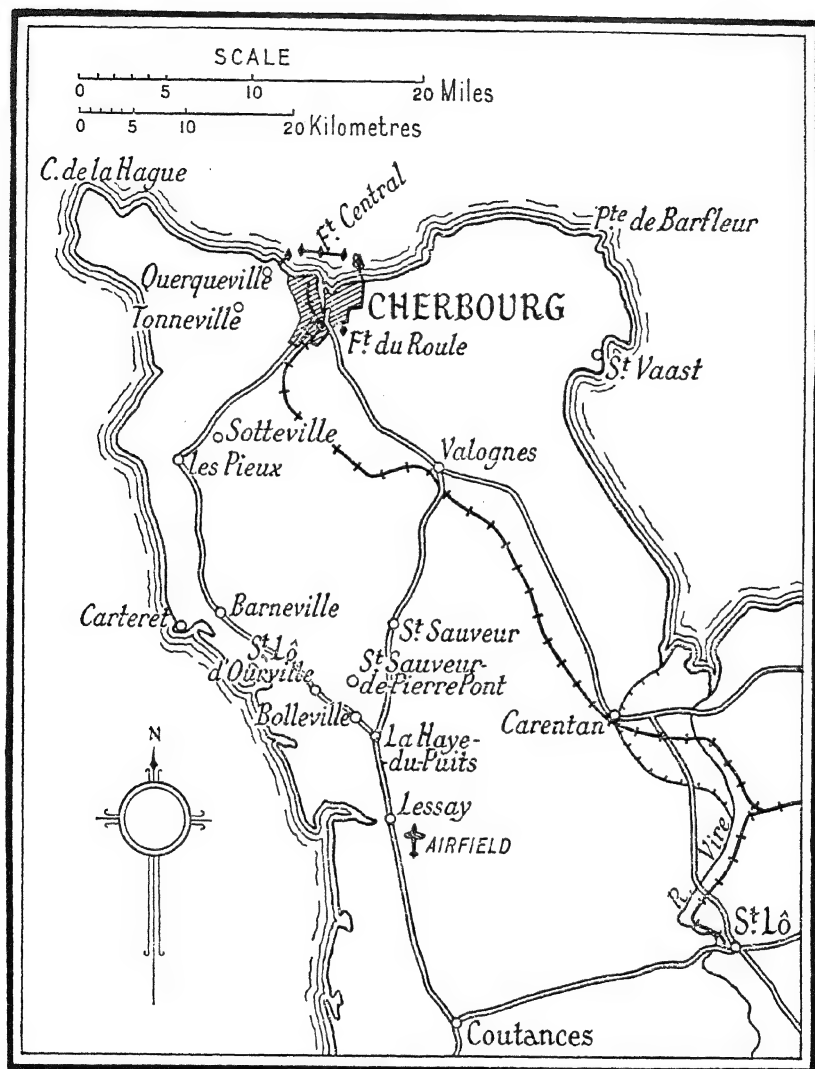 SCALE
0 5 10 20 Miles
0 5 10 20 Kilometres
C. de la Hague
Ft. Central
Pte de Barfleur
Querqueville
Tonneville
CHERBOURG
Ft. du Roule
St. Vaast
Sotteville
les Pieux
Valognes
Carteret
Barneville
St. Sauveur
St. Lô
d'Ourville
St. Sauveur-
de-PierrePont
Bolleville
Carentan
La Haye-
du-Puits
N
Lessay
AIRFIELD
R. Vire
St. Lô
Coutances